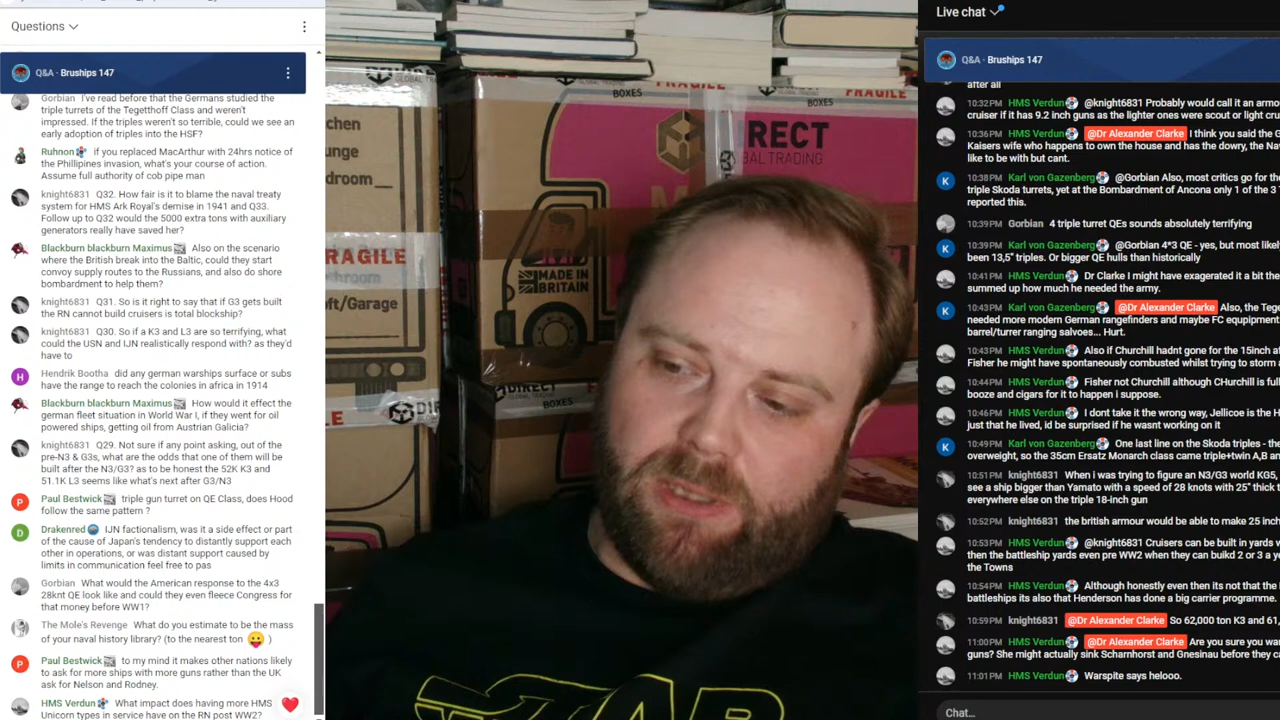 Questions
Q&A · Bruships 147
Gorbian I've read before that the Germans studied the
triple turrets of the Tegetthoff Class and weren't
impressed. If the triples weren't so terrible, could we see an
early adoption of triples into the HSF?
Ruhnon if you replaced MacArthur with 24hrs notice of
the Phillipines invasion, what's your course of action.
Assume full authority of cob pipe man
knight6831 Q32. How fair is it to blame the naval treaty
system for HMS Ark Royal's demise in 1941 and Q33.
Follow up to Q32 would the 5000 extra tons with auxiliary
generators really have saved her?
Blackburn blackburn Maximus Also on the scenario
where the British break into the Baltic, could they start
convoy supply routes to the Russians, and also do shore
bombardment to help them?
knight6831 Q31. So is it right to say that if G3 gets built
the RN cannot build cruisers is total blockship?
knight6831 Q30. So if a K3 and L3 are so terrifying, what
could the USN and IJN realistically respond with? as they'd
have to
H Hendrik Bootha did any german warships surface or subs
have the range to reach the colonies in africa in 1914
Blackburn blackburn Maximus How would it effect the
german fleet situation in World War I, if they went for oil
powered ships, getting oil from Austrian Galicia?
knight6831 Q29. Not sure if any point asking, out of the
pre-N3 & G3s, what are the odds that one of them will be
built after the N3/G3? as to be honest the 52K K3 and
51.1K L3 seems like what's next after G3/N3
P Paul Bestwick triple gun turret on QE Class, does Hood
follow the same pattern ?
D Drakenred IJN factionalism, was it a side effect or part
of the cause of Japan's tendency to distantly support each
other in operations, or was distant support caused by
limits in communication feel free to pas
Gorbian What would the American response to the 4x3
28knt QE look like and could they even fleece Congress for
that money before WW1?
The Mole's Revenge What do you estimate to be the mass
of your naval history library? (to the nearest ton 😛 )
P Paul Bestwick to my mind it makes other nations likely
to ask for more ships with more guns rather than the UK
ask for Nelson and Rodney.
HMS Verdun What impact does having more HMS
Unicorn types in service have on the RN post WW2?
GLOBAL TRADING
BOXES
FRAGILE
FRAGILE
DIRECT
MADE IN
BRITAIN
BOXES
Live chat
Q&A · Bruships 147
after all
10:32PM HMS Verdun @knight6831 Probably would call it an arm
cruiser if it has 9.2 inch guns as the lighter ones were scout or light cru
10:36PM HMS Verdun @Dr Alexander Clarke I think you said the G
Kaisers wife who happens to own the house and has the dowry, the Na
like to be with but cant.
K 10:38PM Karl von Gazenberg @Gorbian Also, most critics go for the
triple Skoda turrets, yet at the Bombardment of Ancona only 1 of the 3
reported this.
10:39PM Gorbian 4 triple turret QEs sounds absolutely terrifying
K 10:39PM Karl von Gazenberg @Gorbian 4*3 QE - yes, but most likel
been 13,5" triples. Or bigger QE hulls than historically
10:41PM HMS Verdun Dr Clarke I might have exagerated it a bit the
summed up how much he needed the army.
K 10:43PM Karl von Gazenberg @Dr Alexander Clarke Also, the Tege
needed more modern German rangefinders and maybe FC equipment
barrel/turrer ranging salvoes... Hurt.
10:43PM HMS Verdun Also if Churchill hadnt gone for the 15inch at
Fisher he might have spontaneously combusted whilst trying to storm a
10:44PM HMS Verdun Fisher not Churchill although CHurchill is full
booze and cigars for it to happen I suppose.
10:46PM HMS Verdun I dont take it the wrong way, Jellicoe is the H
just that he lived, id be surprised if he wasnt working on it
K 10:49PM Karl von Gazenberg One last line on the Skoda triples - the
overweight, so the 35cm Ersatz Monarch class came triple+twin A,B an
10:51PM knight6831 When i was trying to figure an N3/G3 world KG5,
see a ship bigger than Yamato with a speed of 28 knots with 25" thick t
everywhere else on the triple 18-inch gun
10:52PM knight6831 the british armour would be able to make 25 inch
10:53PM HMS Verdun @knight6831 Cruisers can be built in yards w
then the battleship yards even pre WW2 when they can buikd 2 or 3 a y
the Towns
10:54PM HMS Verdun Although honestly even then its not that the
battleships its also that Henderson has done a big carrier programme.
10:59PM knight6831 @Dr Alexander Clarke So 62,000 ton K3 and 61,
11:00PM HMS Verdun @Dr Alexander Clarke Are you sure you wan
guns? She might actually sink Scharnhorst and Gnesinau before they ca
11:01PM HMS Verdun Warspite says helooo.
Chat...